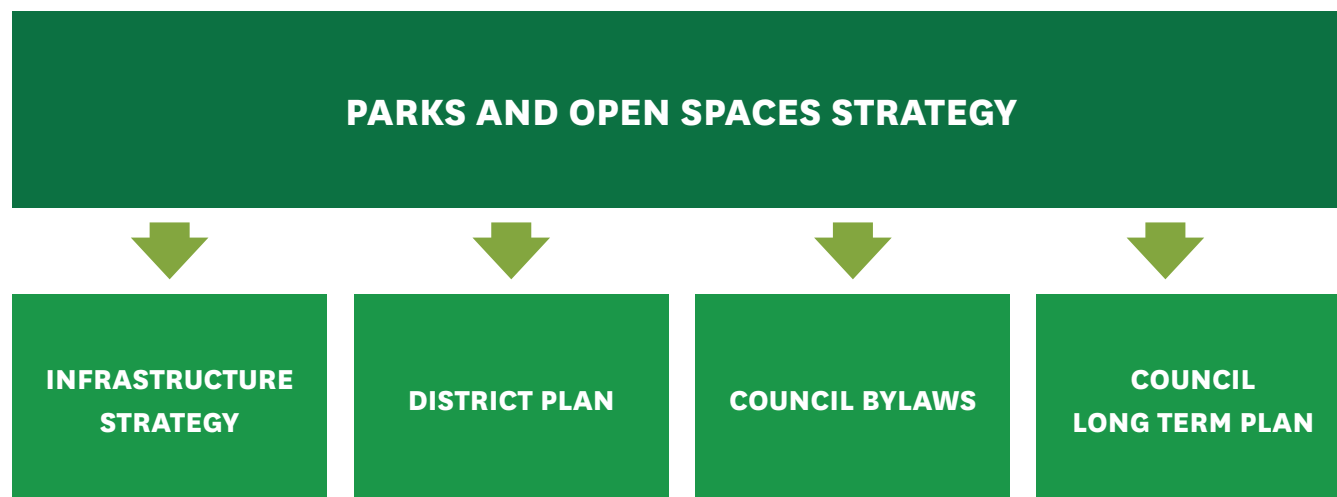 PARKS AND OPEN SPACES STRATEGY
INFRASTRUCTURE
STRATEGY
DISTRICT PLAN
COUNCIL BYLAWS
COUNCIL
LONG TERM PLAN